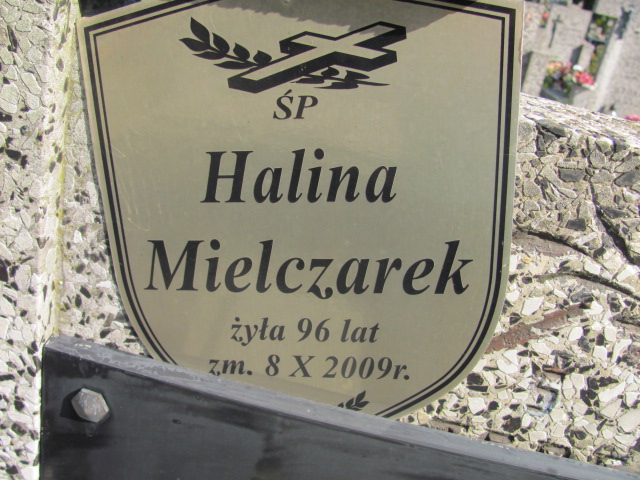 ŚP
Halina
Mielczarek
żyła 96 lat
zm. 8 X 2009r.